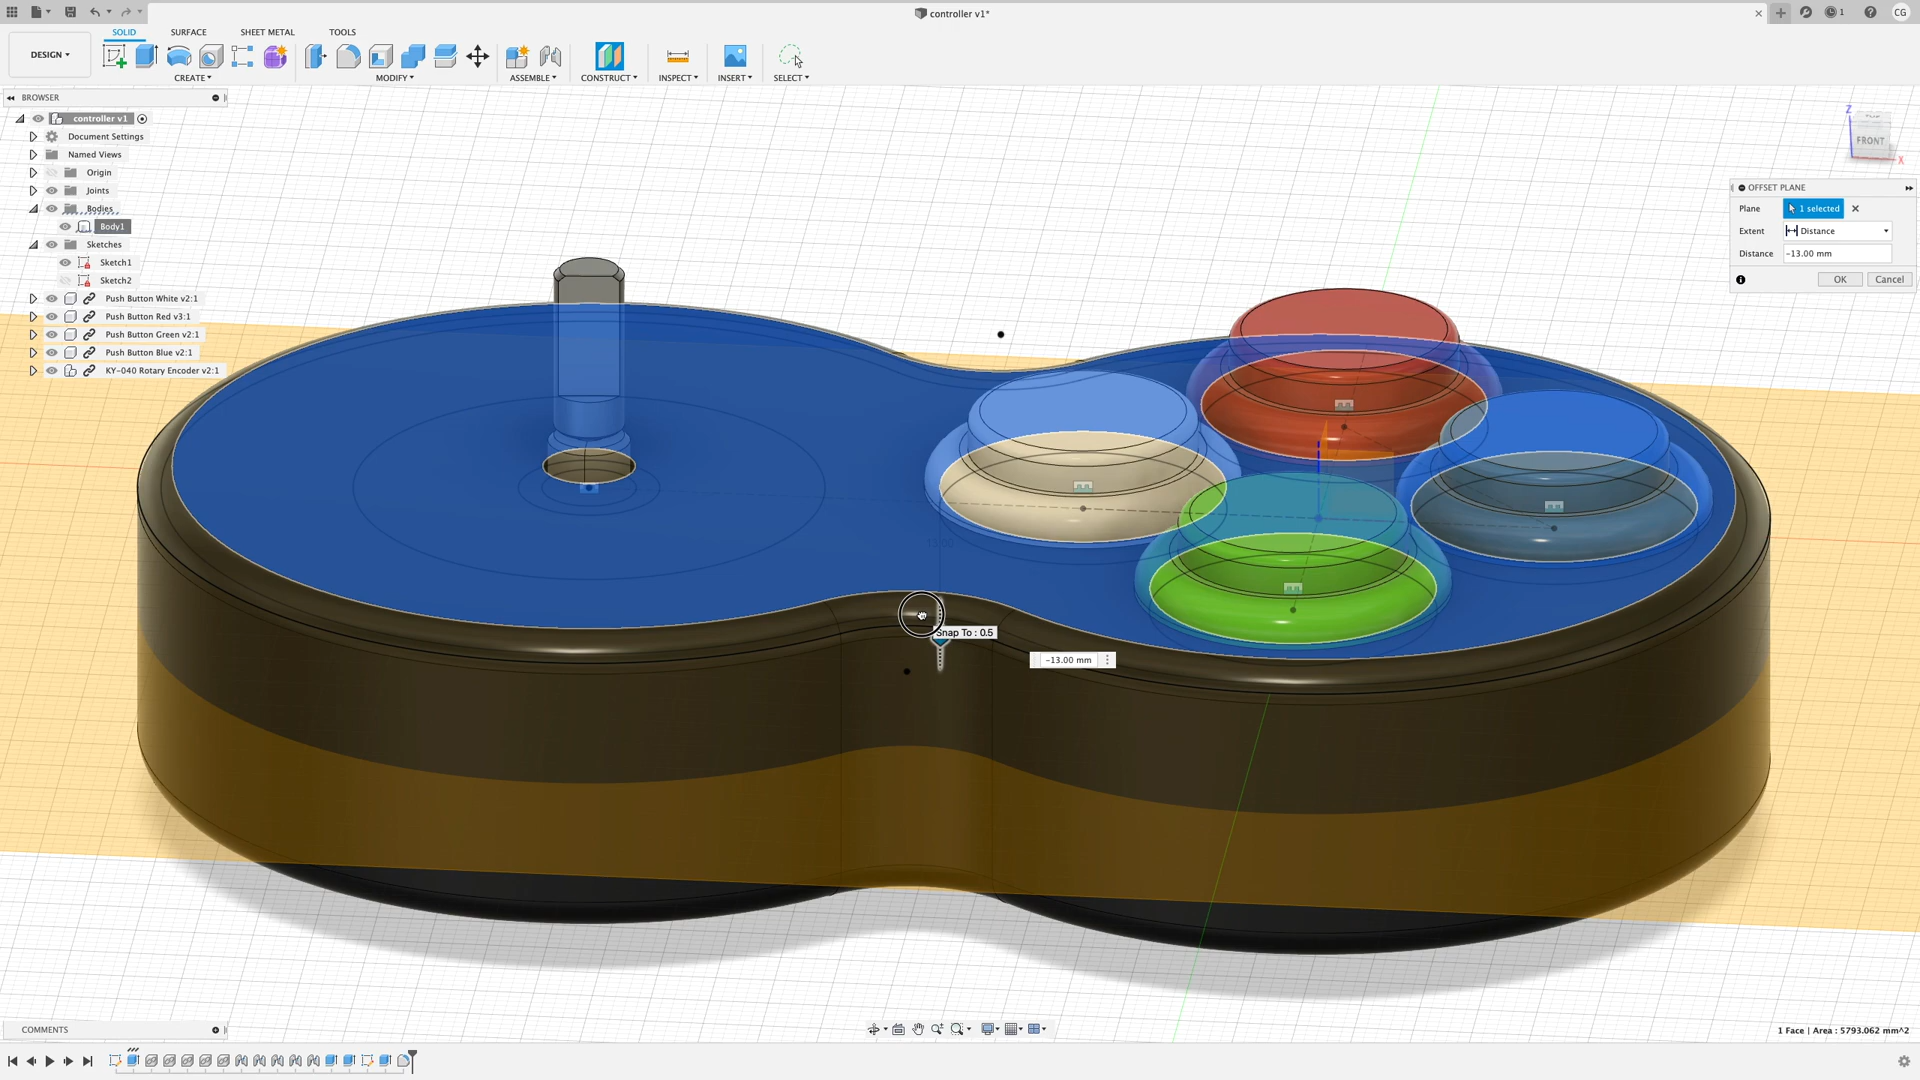 controller v1*
1
CG
DESIGN
SOLID
SURFACE
SHEET METAL
TOOLS
CREATE
MODIFY
ASSEMBLE
CONSTRUCT
INSPECT
INSERT
SELECT
BROWSER
controller v1
Document Settings
Named Views
Origin
Joints
Bodies
Body1
Sketches
Sketch1
Sketch2
Push Button White v2:1
Push Button Red v3:1
Push Button Green v2:1
Push Button Blue v2:1
KY-040 Rotary Encoder v2:1
Z
FRONT
X
OFFSET PLANE
Plane
1 selected
Extent
Distance
Distance
-13.00 mm
OK
Cancel
13.00
Snap To : 0.5
-13.00 mm
COMMENTS
1 Face | Area : 5793.062 mm^2